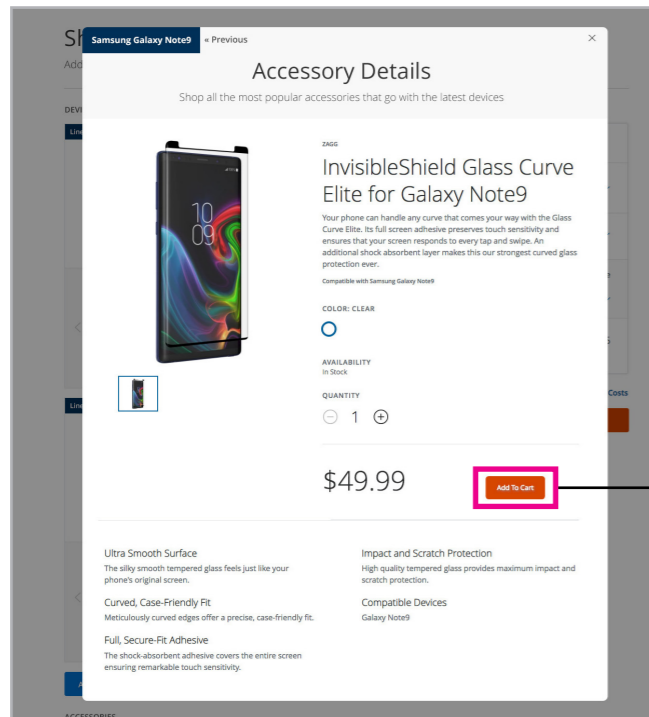 Sh
Samsung Galaxy Note9 « Previous
Add
Accessory Details
Shop all the most popular accessories that go with the latest devices
DEVI
Line
ZAGG
InvisibleShield Glass Curve
Elite for Galaxy Note9
Your phone can handle any curve that comes your way with the Glass
Curve Elite. Its full screen adhesive preserves touch sensitivity and
ensures that your screen responds to every tap and swipe. An
additional shock absorbent layer makes this our strongest curved glass
protection ever.
Compatible with Samsung Galaxy Note9
10
09
COLOR: CLEAR
AVAILABILITY
In Stock
QUANTITY
1
Costs
Line
$49.99
Add To Cart
Ultra Smooth Surface
The silky smooth tempered glass feels just like your
phone's original screen.
Curved, Case-Friendly Fit
Meticulously curved edges offer a precise, case-friendly fit.
Full, Secure-Fit Adhesive
The shock-absorbent adhesive covers the entire screen
ensuring remarkable touch sensitivity.
Impact and Scratch Protection
High quality tempered glass provides maximum impact and
scratch protection.
Compatible Devices
Galaxy Note9
A